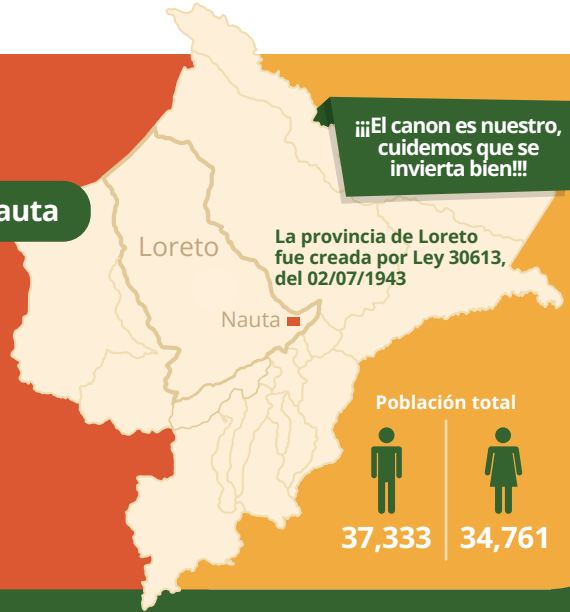 ¡¡¡El canon es nuestro,
cuidemos que se
invierta bien!!!
auta
Loreto
La provincia de Loreto
fue creada por Ley 30613,
del 02/07/1943
Nauta
Población total
37,333
34,761